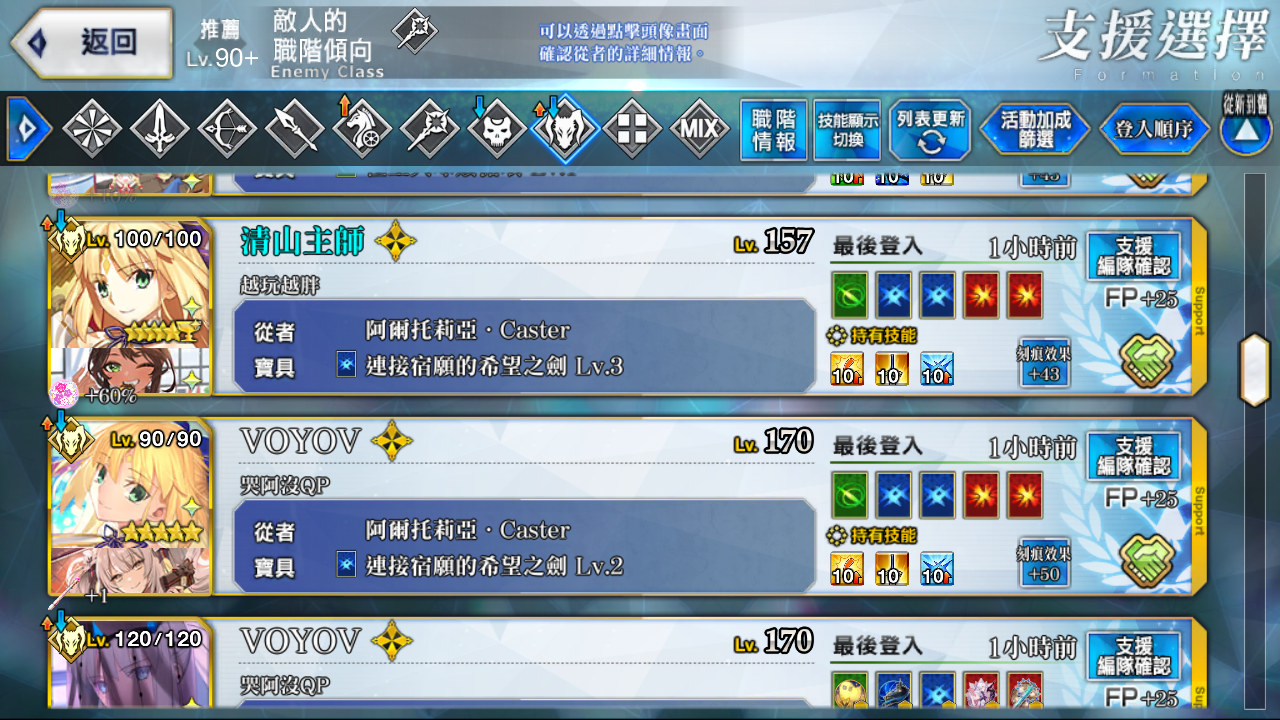 返回
推薦
Lv.90+
敵人的
職階傾向
Enemy Class
可以透過點擊頭像畫面
確認從者的詳細情報。
支援選擇
Formation
MIX
職階
情報
技能顯示
切換
列表更新
活動加成
篩選
登入順序
從新到舊
10
10
10
+45
Lv. 100/100
清山主師
Lv. 157
最後登入
1小時前
支援
編隊確認
越玩越胖
FP+25
Support
從者
阿爾托莉亞・Caster
持有技能
寶具
連接宿願的希望之劍 Lv.3
10
10
10
刻痕效果
+43
+60%
Lv. 90/90
VOYOV
Lv. 170
最後登入
1小時前
支援
編隊確認
哭阿沒QP
FP+25
Support
從者
阿爾托莉亞・Caster
持有技能
寶具
連接宿願的希望之劍 Lv.2
10
10
10
刻痕效果
+50
+1
Lv. 120/120
VOYOV
Lv. 170
最後登入
1小時前
支援
編隊確認
哭阿沒QP
FP+25